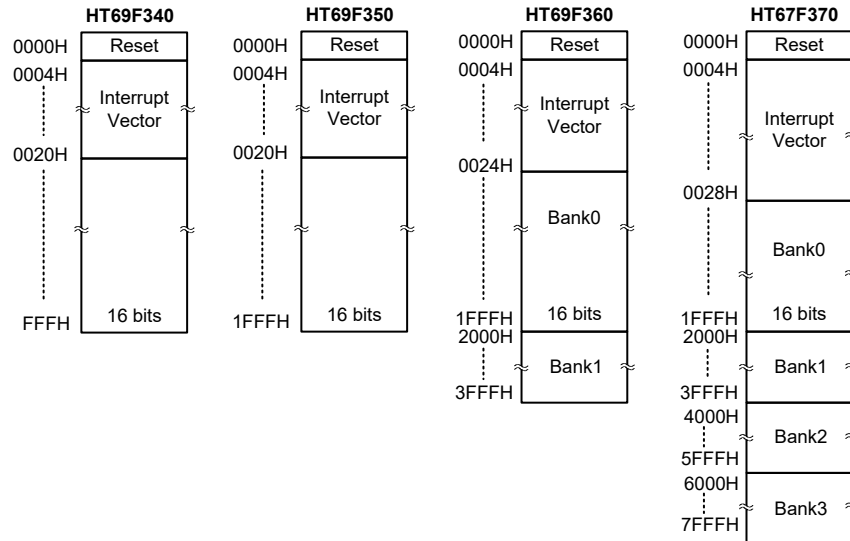 HT69F340
0000H
Reset
0004H
Interrupt
Vector
0020H
FFFH
16 bits
HT69F350
0000H
Reset
0004H
Interrupt
Vector
0020H
1FFFH
16 bits
HT69F360
0000H
Reset
0004H
Interrupt
Vector
0024H
Bank0
1FFFH
16 bits
2000H
Bank1
3FFFH
HT67F370
0000H
Reset
0004H
Interrupt
Vector
0028H
Bank0
1FFFH
16 bits
2000H
Bank1
3FFFH
4000H
Bank2
5FFFH
6000H
Bank3
7FFFH